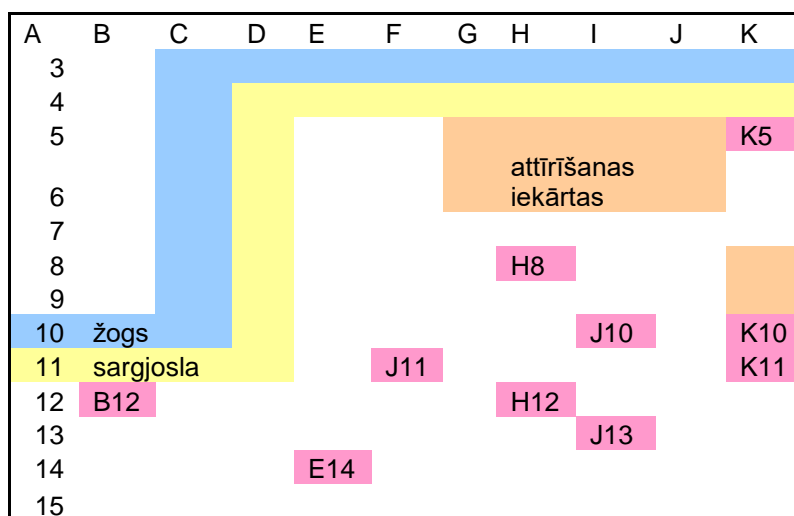 A B C D E F G H I J K
3
4
5 K5
attīrīšanas
6 iekārtas
7
8 H8
9
10 žogs J10 K10
11 sargjosla J11 K11
12 B12 H12
13 J13
14 E14
15